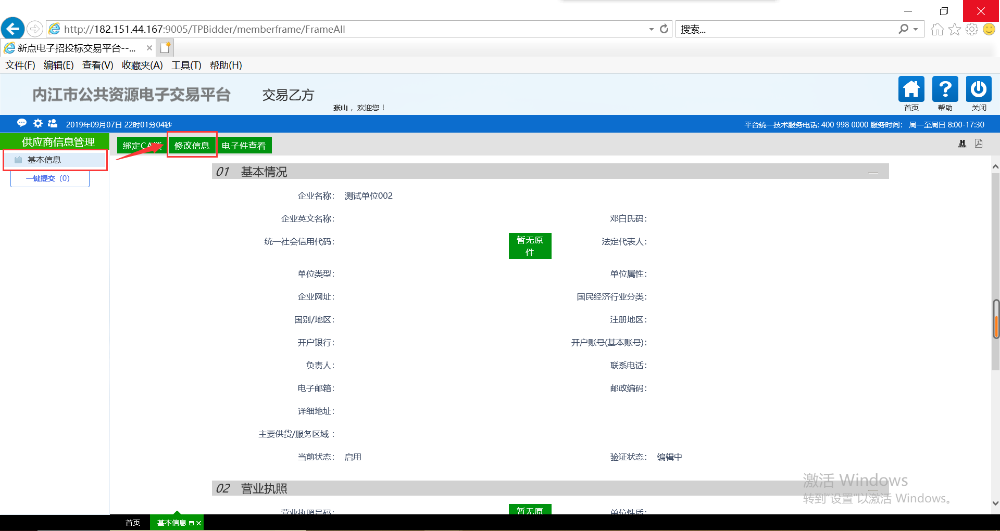 http://182.151.44.167:9005/TPBidder/memberframe/FrameAll
搜索...
新点电子招投标交易平台--...
文件(F) 编辑(E) 查看(V) 收藏夹(A) 工具(T) 帮助(H)
内江市公共资源电子交易平台 交易乙方
张山，欢迎您！
首页 帮助 关闭
2019年09月07日 22时01分04秒
平台统一技术服务电话: 400 998 0000 服务时间： 周一至周日 8:00-17:30
供应商信息管理
基本信息
一键提交（0）
绑定CA 修改信息 电子件查看
01 基本情况
企业名称： 测试单位002
企业英文名称： 邓白氏码：
统一社会信用代码： 暂无原件 法定代表人：
单位类型： 单位属性：
企业网址： 国民经济行业分类：
国别/地区： 注册地区：
开户银行： 开户账号(基本账号)：
负责人： 联系电话：
电子邮箱： 邮政编码：
详细地址：
主要供货/服务区域：
当前状态： 启用 验证状态： 编辑中
02 营业执照
激活 Windows
转到"设置"以激活 Windows。
营业执照号码： 暂无原 单位性质：
首页 基本信息